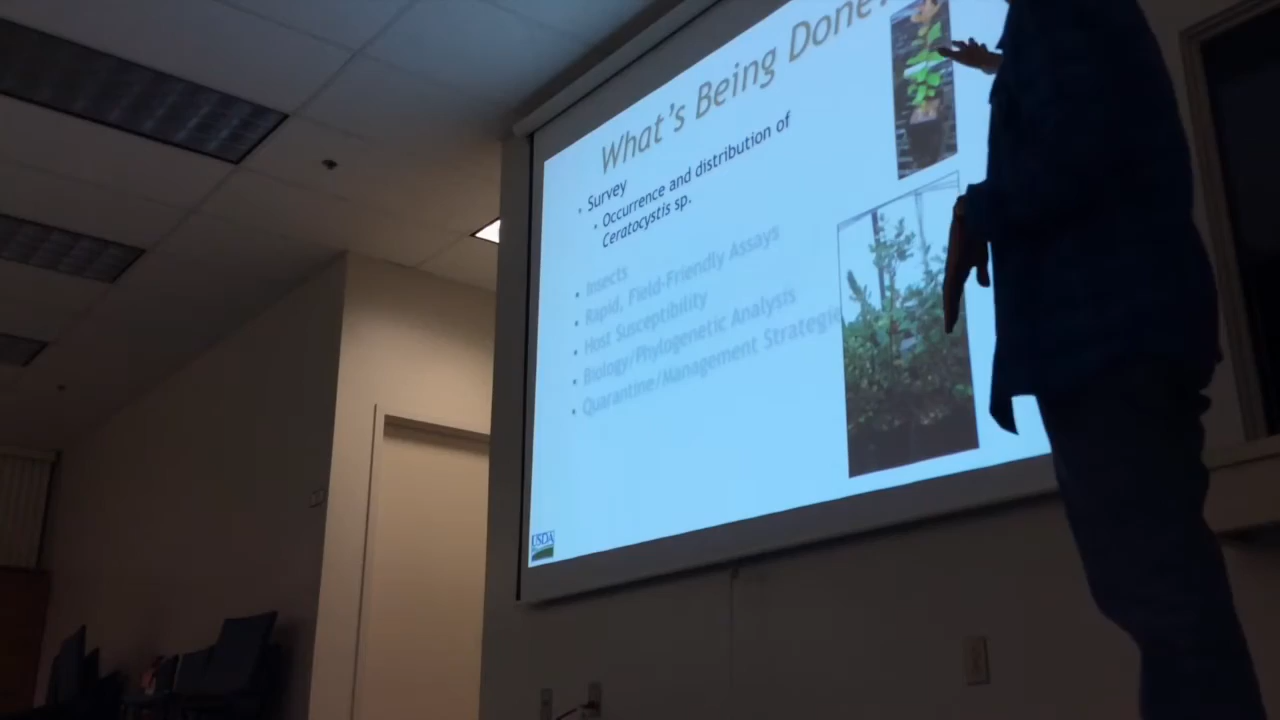 What's Being Done?
• Survey
• Occurrence and distribution of
Ceratocystis sp.
• Insects
• Rapid, Field-Friendly Assays
• Host Susceptibility
• Biology/Phylogenetic Analysis
• Quarantine/Management Strategies
USDA